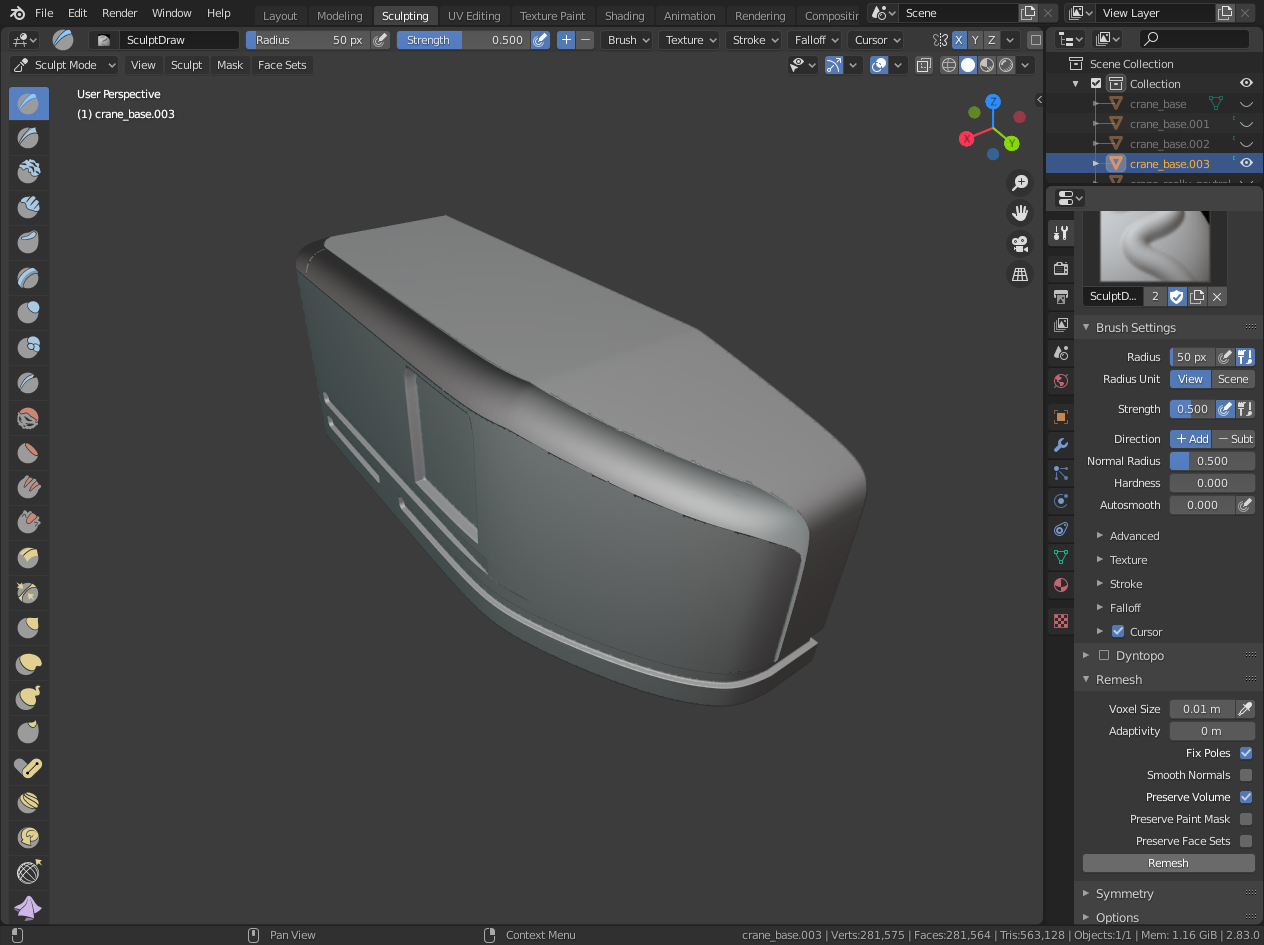 File Edit Render Window Help
Layout Modeling Sculpting UV Editing Texture Paint Shading Animation Rendering Compositin
Scene
View Layer
SculptDraw
Radius 50 px
Strength 0.500
Brush Texture Stroke Falloff Cursor
X Y Z
Sculpt Mode View Sculpt Mask Face Sets
User Perspective
(1) crane_base.003
Z
X
Y
Scene Collection
Collection
crane_base
crane_base.001
crane_base.002
crane_base.003
SculptD... 2
Brush Settings
Radius 50 px
Radius Unit View Scene
Strength 0.500
Direction + Add − Subt
Normal Radius 0.500
Hardness 0.000
Autosmooth 0.000
Advanced
Texture
Stroke
Falloff
Cursor
Dyntopo
Remesh
Voxel Size 0.01 m
Adaptivity 0 m
Fix Poles
Smooth Normals
Preserve Volume
Preserve Paint Mask
Preserve Face Sets
Remesh
Symmetry
Options
Pan View
Context Menu
crane_base.003 | Verts:281,575 | Faces:281,564 | Tris:563,128 | Objects:1/1 | Mem: 1.16 GiB | 2.83.0